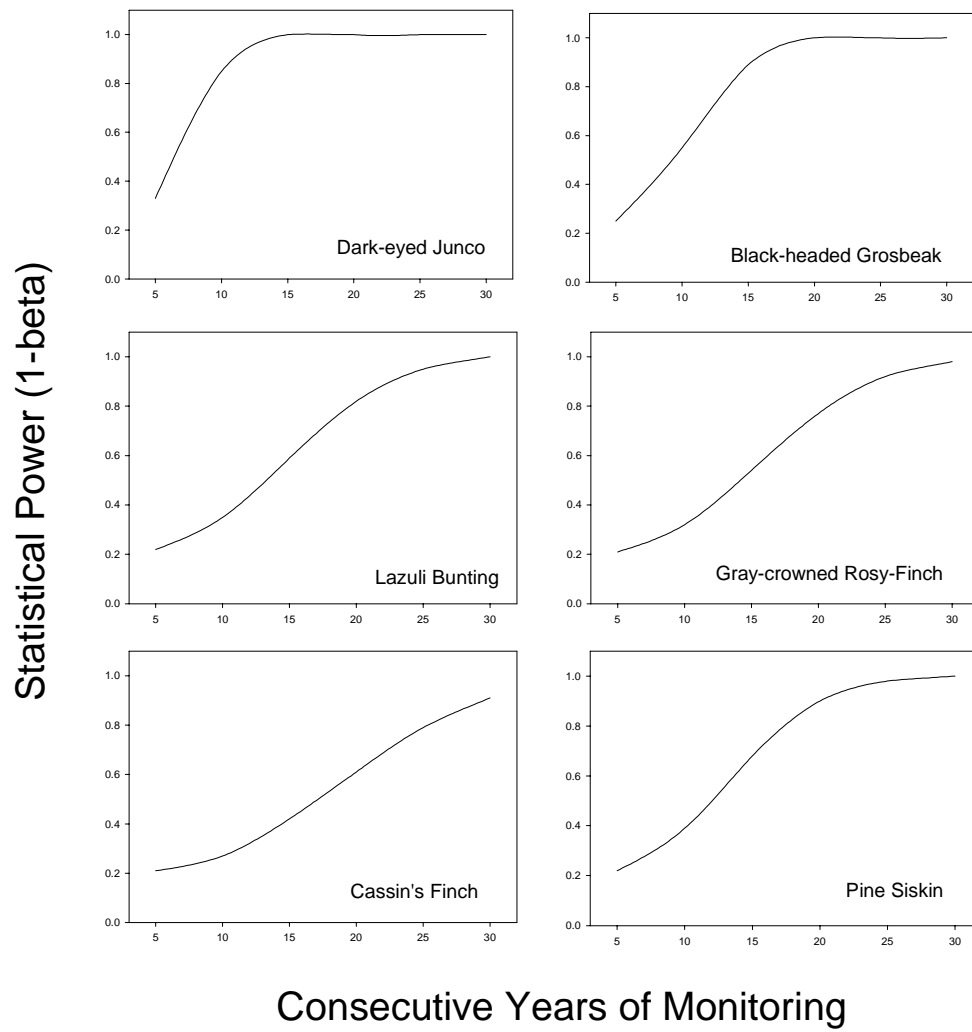 Statistical Power (1-beta)
1.0
0.8
0.6
0.4
0.2
0.0
5 10 15 20 25 30
Dark-eyed Junco
1.0
0.8
0.6
0.4
0.2
0.0
5 10 15 20 25 30
Black-headed Grosbeak
1.0
0.8
0.6
0.4
0.2
0.0
5 10 15 20 25 30
Lazuli Bunting
1.0
0.8
0.6
0.4
0.2
0.0
5 10 15 20 25 30
Gray-crowned Rosy-Finch
1.0
0.8
0.6
0.4
0.2
0.0
5 10 15 20 25 30
Cassin's Finch
1.0
0.8
0.6
0.4
0.2
0.0
5 10 15 20 25 30
Pine Siskin
Consecutive Years of Monitoring